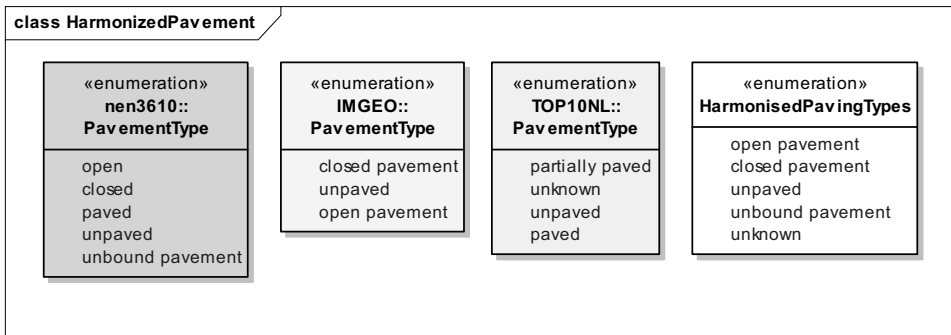 class HarmonizedPavement
«enumeration»
nen3610::
PavementType
open
closed
paved
unpaved
unbound pavement
«enumeration»
IMGEO::
PavementType
closed pavement
unpaved
open pavement
«enumeration»
TOP10NL::
PavementType
partially paved
unknown
unpaved
paved
«enumeration»
HarmonisedPavingTypes
open pavement
closed pavement
unpaved
unbound pavement
unknown